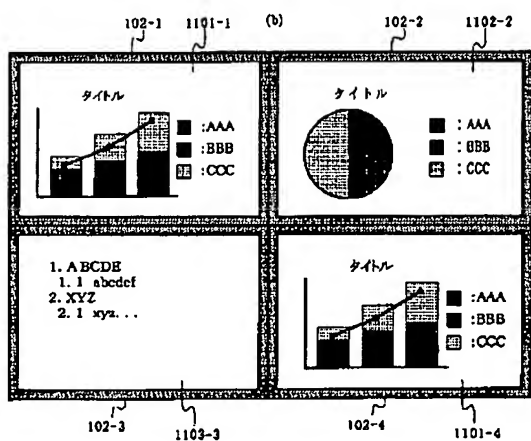 102-1
1101-1
(b)
102-2
1102-2
タイトル
:AAA
:BBB
:CCC
タイトル
: AAA
: BBB
: CCC
1. ABCDE
1. 1 abcdef
2. XYZ
2. 1 xyz...
タイトル
:AAA
:BBB
:CCC
102-3
1103-3
102-4
1101-4